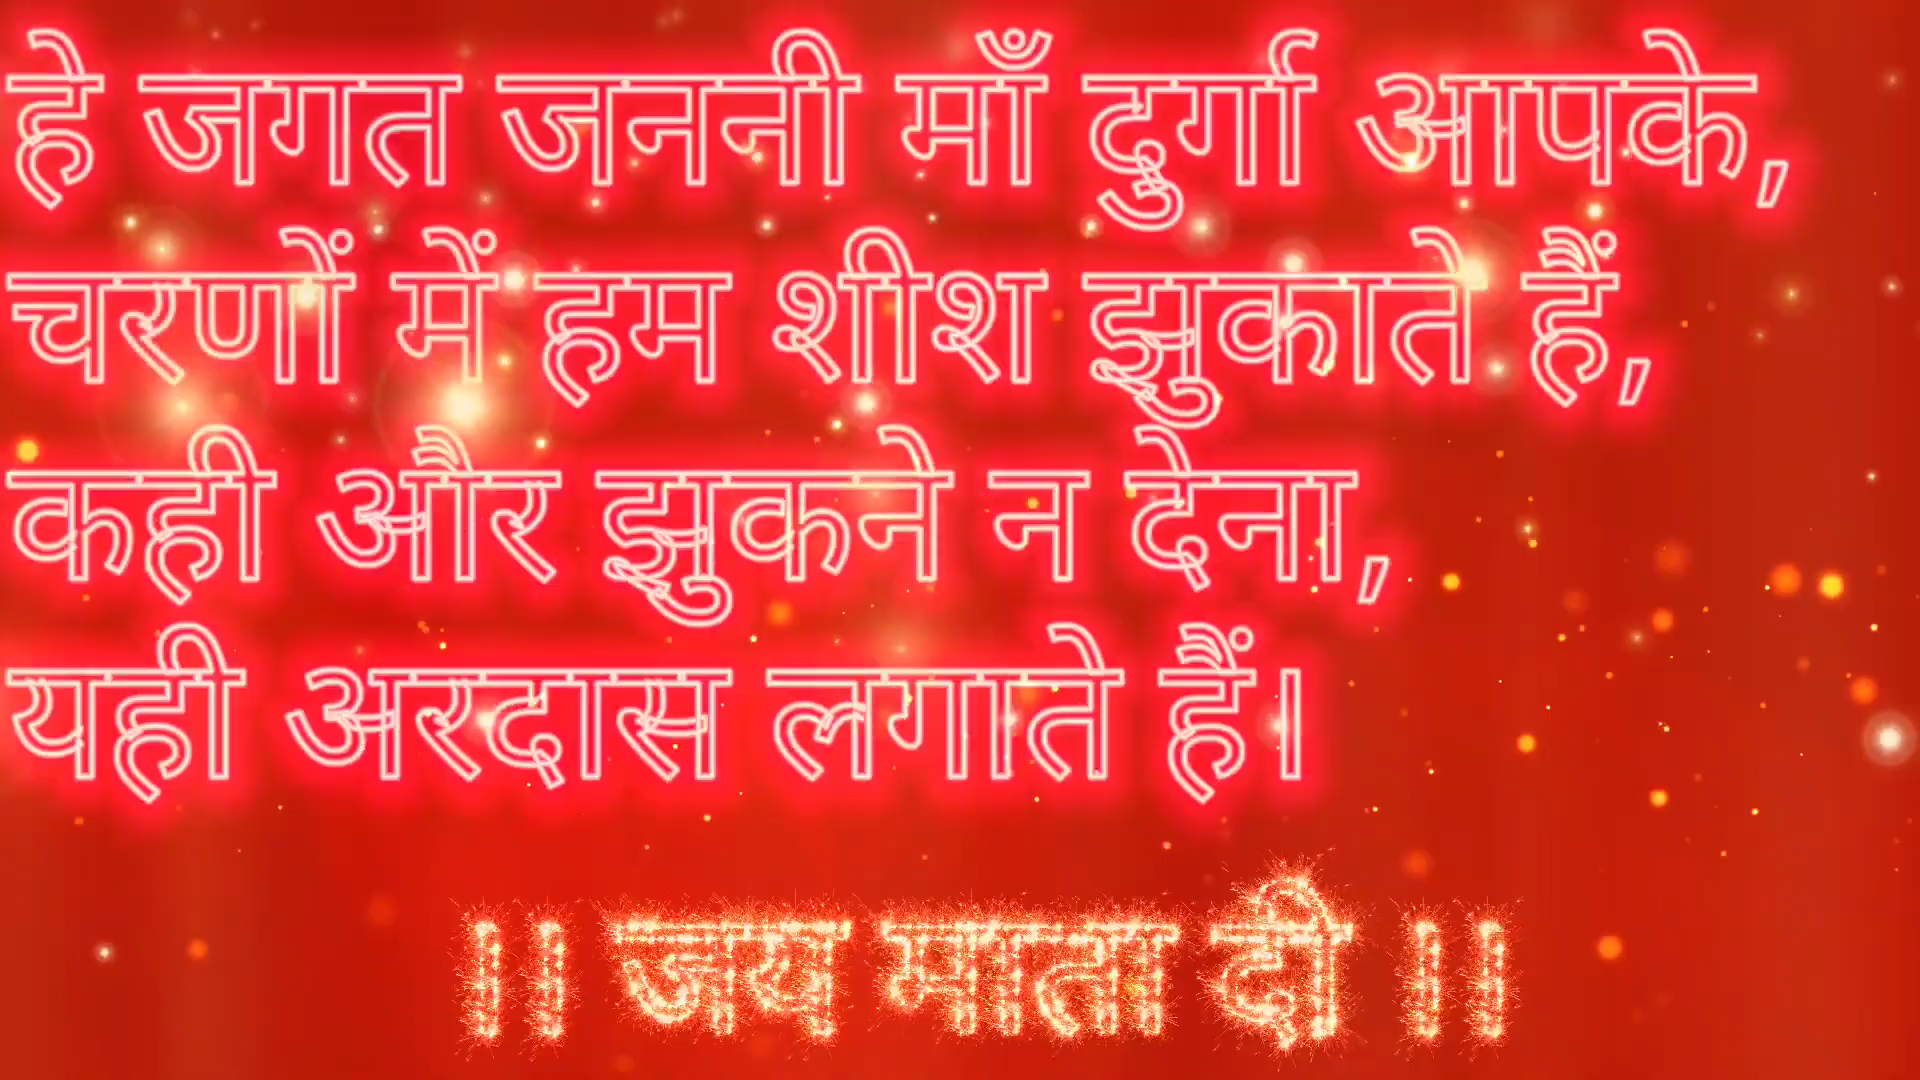 हे जगत जननी माँ दुर्गा आपके,
चरणों में हम शीश झुकाते हैं,
कही और झुकने न देना,
यही अरदास लगाते हैं।
।। जय माता दी ।।